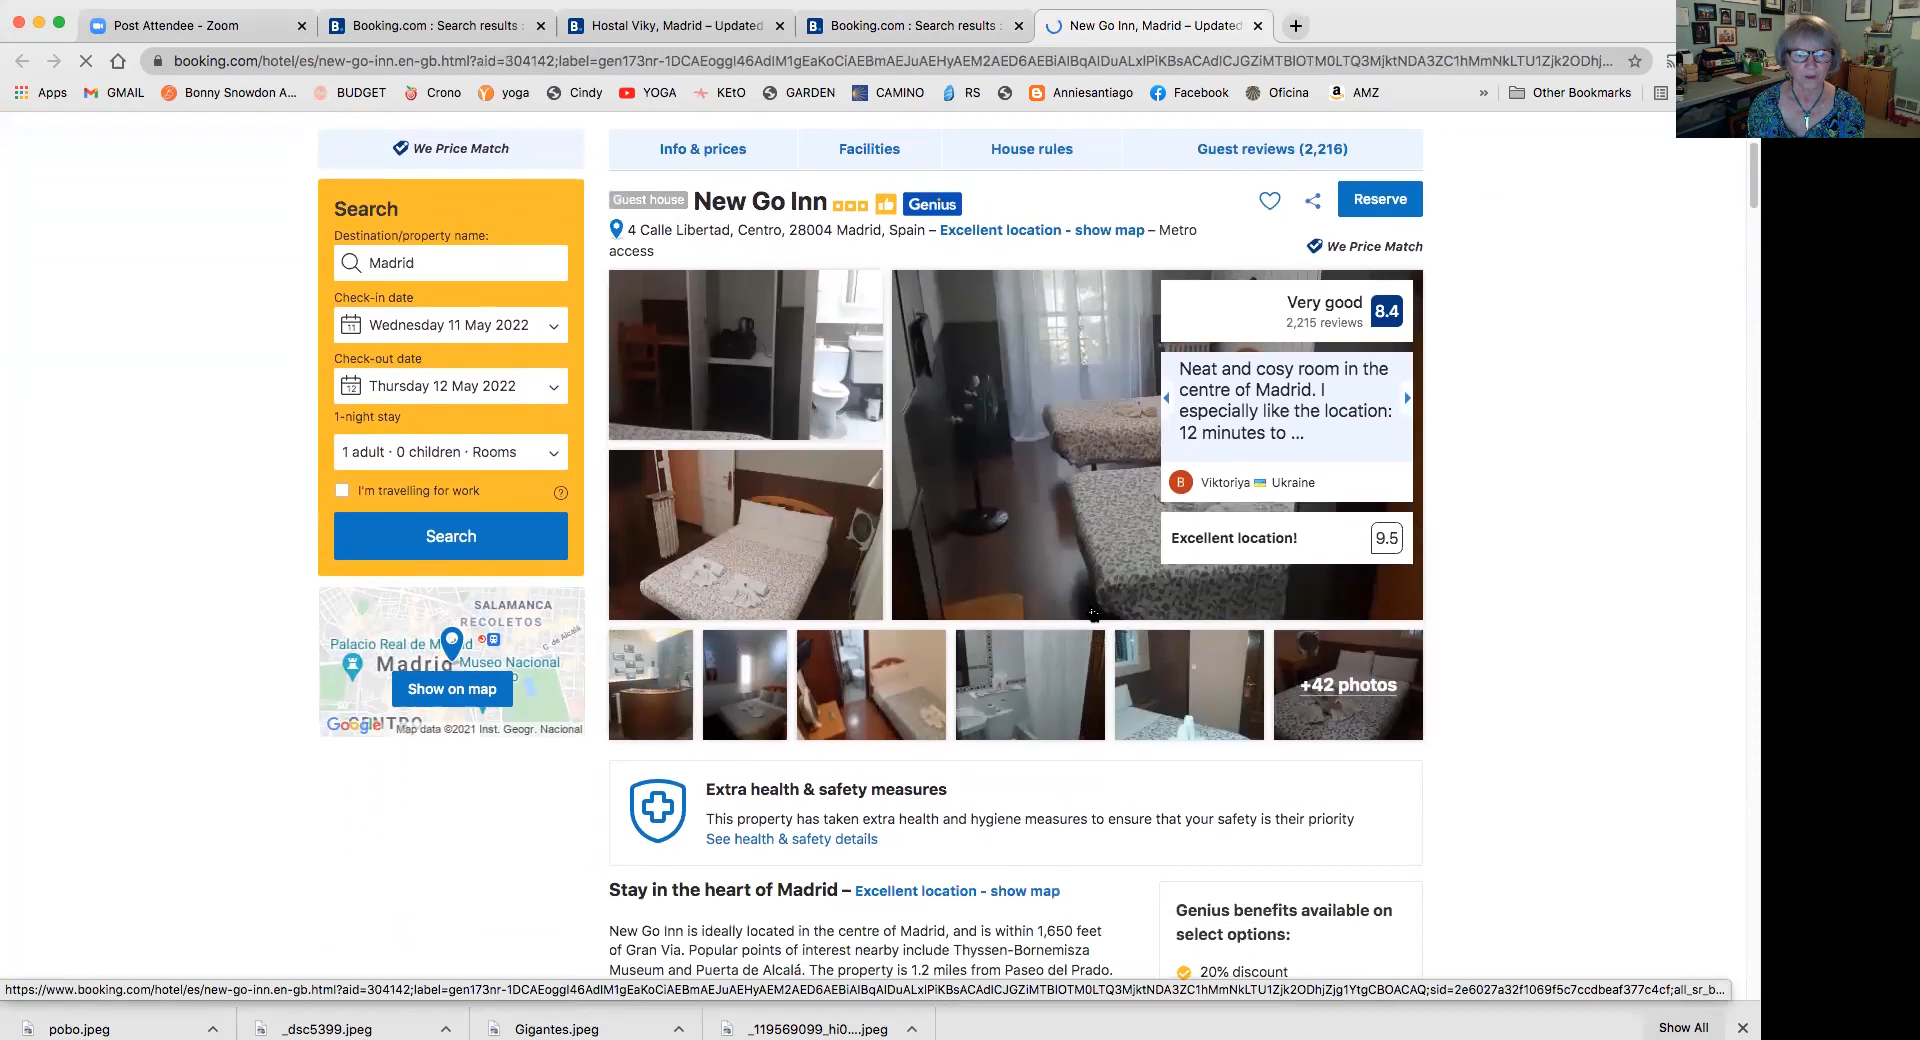 Post Attendee - Zoom
Booking.com : Search results :
Hostal Viky, Madrid – Updated
Booking.com : Search results :
New Go Inn, Madrid – Updated
booking.com/hotel/es/new-go-inn.en-gb.html?aid=304142;label=gen173nr-1DCAEoggI46AdIM1gEaKoCiAEBmAEJuAEHyAEM2AED6AEBiAIBqAIDuALxlPiKBsACAdICJGZiMTBlOTM0LTQ3MjktNDA3ZC1hMmNkLTU1Zjk2ODhj...
Apps
GMAIL
Bonny Snowdon A...
BUDGET
Crono
yoga
Cindy
YOGA
KEtO
GARDEN
CAMINO
RS
Anniesantiago
Facebook
Oficina
AMZ
»
Other Bookmarks
We Price Match
Info & prices
Facilities
House rules
Guest reviews (2,216)
Search
Destination/property name:
Madrid
Check-in date
11
Wednesday 11 May 2022
Check-out date
12
Thursday 12 May 2022
1-night stay
1 adult · 0 children · Rooms
I'm travelling for work
Search
Guest house New Go Inn Genius
Reserve
4 Calle Libertad, Centro, 28004 Madrid, Spain – Excellent location - show map – Metro
access
We Price Match
Very good 8.4
2,215 reviews
Neat and cosy room in the
centre of Madrid. I
especially like the location:
12 minutes to ...
B Viktoriya Ukraine
Excellent location! 9.5
+42 photos
SALAMANCA
RECOLETOS
Palacio Real de M
Madrid
Museo Nacional
C. de Alcalá
Show on map
CENTRO
Google
Map data ©2021 Inst. Geogr. Nacional
Extra health & safety measures
This property has taken extra health and hygiene measures to ensure that your safety is their priority
See health & safety details
Stay in the heart of Madrid – Excellent location - show map
New Go Inn is ideally located in the centre of Madrid, and is within 1,650 feet
of Gran Via. Popular points of interest nearby include Thyssen-Bornemisza
Museum and Puerta de Alcalá. The property is 1.2 miles from Paseo del Prado.
Genius benefits available on
select options:
20% discount
https://www.booking.com/hotel/es/new-go-inn.en-gb.html?aid=304142;label=gen173nr-1DCAEoggI46AdIM1gEaKoCiAEBmAEJuAEHyAEM2AED6AEBiAIBqAIDuALxlPiKBsACAdICJGZiMTBlOTM0LTQ3MjktNDA3ZC1hMmNkLTU1Zjk2ODhjZjg1YtgCBOACAQ;sid=2e6027a32f1069f5c7ccdbeaf377c4cf;all_sr_b...
pobo.jpeg
_dsc5399.jpeg
Gigantes.jpeg
_119569099_hi0....jpeg
Show All